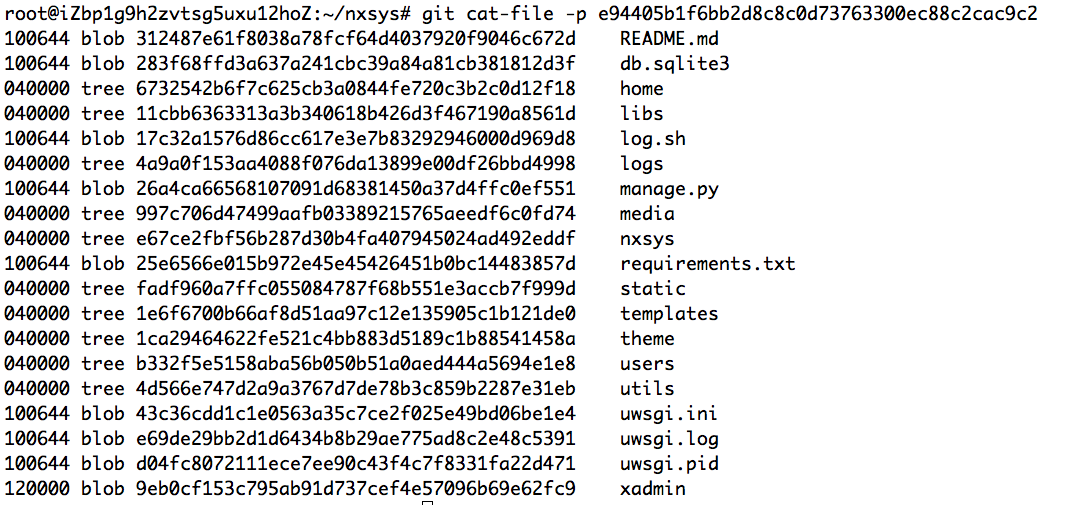 root@iZbp1g9h2zvtsg5uxu12hoZ:~/nxsys# git cat-file -p e94405b1f6bb2d8c8c0d73763300ec88c2cac9c2
100644 blob 312487e61f8038a78fcf64d4037920f9046c672d    README.md
100644 blob 283f68ffd3a637a241cbc39a84a81cb381812d3f    db.sqlite3
040000 tree 6732542b6f7c625cb3a0844fe720c3b2c0d12f18    home
040000 tree 11cbb6363313a3b340618b426d3f467190a8561d    libs
100644 blob 17c32a1576d86cc617e3e7b83292946000d969d8    log.sh
040000 tree 4a9a0f153aa4088f076da13899e00df26bbd4998    logs
100644 blob 26a4ca66568107091d68381450a37d4ffc0ef551    manage.py
040000 tree 997c706d47499aafb03389215765aeedf6c0fd74    media
040000 tree e67ce2fbf56b287d30b4fa407945024ad492eddf    nxsys
100644 blob 25e6566e015b972e45e45426451b0bc14483857d    requirements.txt
040000 tree fadf960a7ffc055084787f68b551e3accb7f999d    static
040000 tree 1e6f6700b66af8d51aa97c12e135905c1b121de0    templates
040000 tree 1ca29464622fe521c4bb883d5189c1b88541458a    theme
040000 tree b332f5e5158aba56b050b51a0aed444a5694e1e8    users
040000 tree 4d566e747d2a9a3767d7de78b3c859b2287e31eb    utils
100644 blob 43c36cdd1c1e0563a35c7ce2f025e49bd06be1e4    uwsgi.ini
100644 blob e69de29bb2d1d6434b8b29ae775ad8c2e48c5391    uwsgi.log
100644 blob d04fc8072111ece7ee90c43f4c7f8331fa22d471    uwsgi.pid
120000 blob 9eb0cf153c795ab91d737cef4e57096b69e62fc9    xadmin